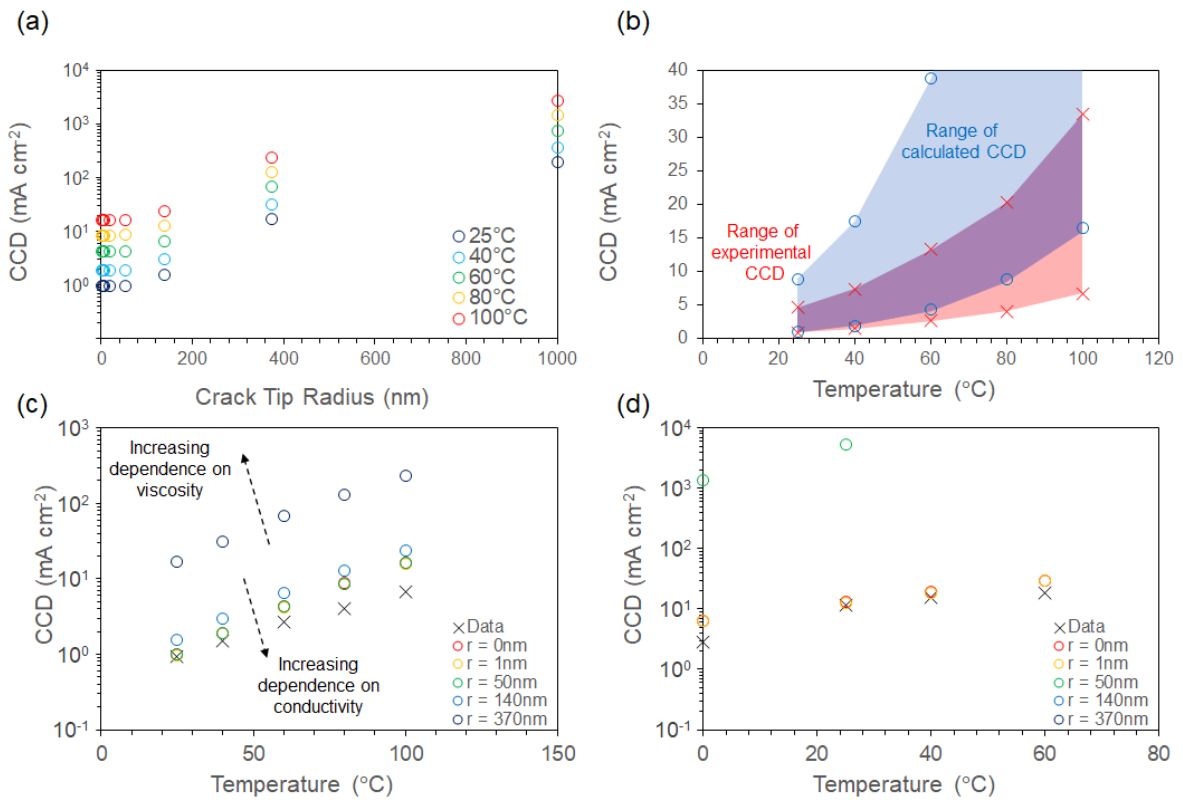 (a)
CCD (mA cm-2)
10⁴
10³
10²
10¹
10⁰
0
200
400
600
800
1000
Crack Tip Radius (nm)
25°C
40°C
60°C
80°C
100°C
(b)
CCD (mA cm-2)
40
35
30
25
20
15
10
5
0
0
20
40
60
80
100
120
Temperature (°C)
Range of
calculated CCD
Range of
experimental
CCD
(c)
CCD (mA cm-2)
10³
10²
10¹
10⁰
10⁻¹
0
50
100
150
Temperature (°C)
Increasing
dependence on
viscosity
Increasing
dependence on
conductivity
Data
r = 0nm
r = 1nm
r = 50nm
r = 140nm
r = 370nm
(d)
CCD (mA cm-2)
10⁴
10³
10²
10¹
10⁰
10⁻¹
0
20
40
60
80
Temperature (°C)
Data
r = 0nm
r = 1nm
r = 50nm
r = 140nm
r = 370nm